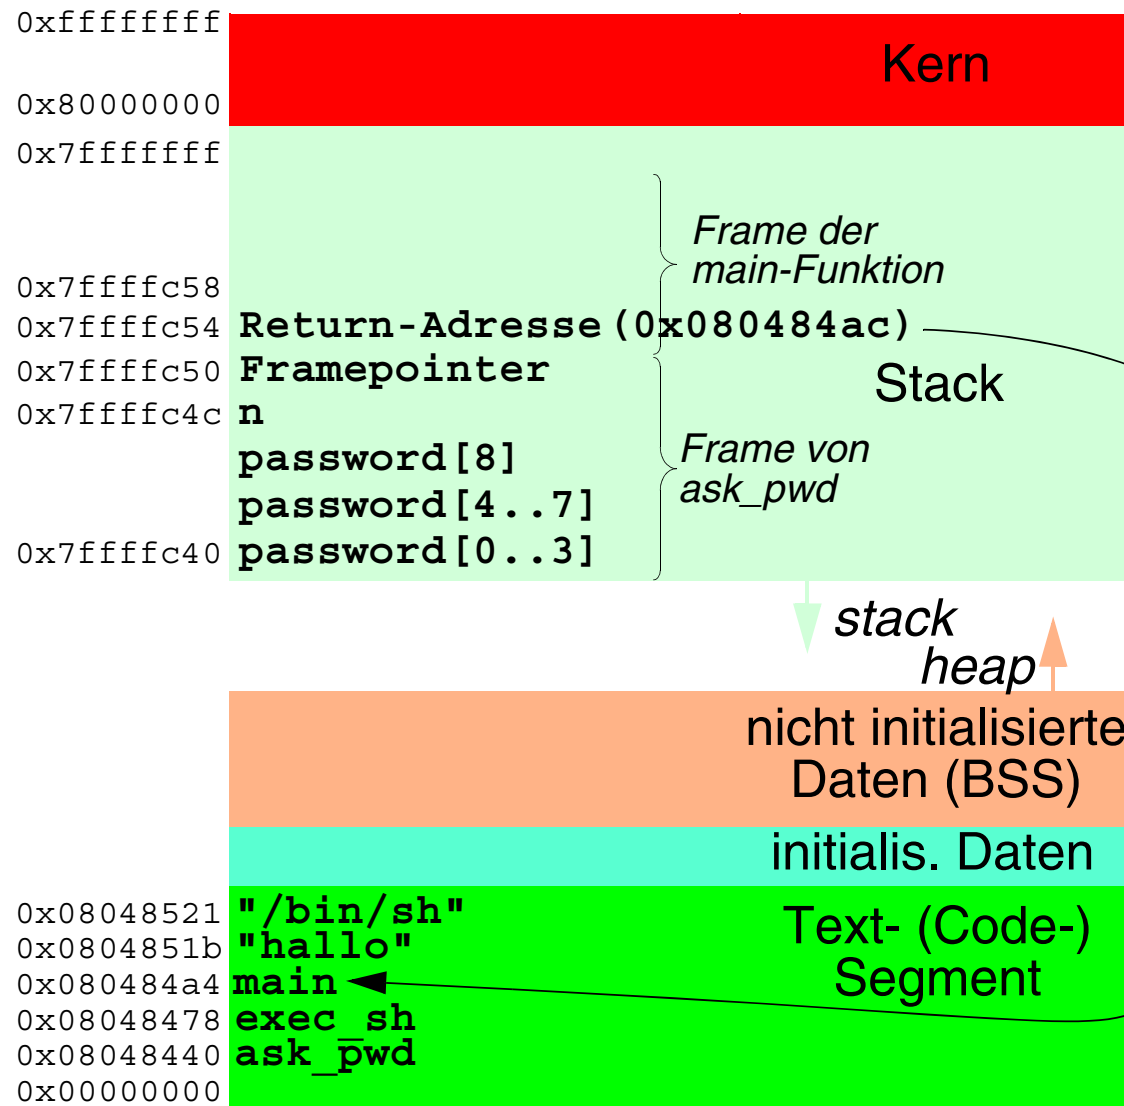 0xffffffff
Kern
0x80000000
0x7fffffff
Frame der
main-Funktion
0x7ffffc58
0x7ffffc54 Return-Adresse(0x080484ac)
0x7ffffc50 Framepointer
Stack
0x7ffffc4c n
password[8]
Frame von
ask_pwd
password[4..7]
0x7ffffc40 password[0..3]
stack
heap
nicht initialisierte
Daten (BSS)
initialis. Daten
0x08048521 "/bin/sh"
Text- (Code-)
Segment
0x0804851b "hallo"
0x080484a4 main
0x08048478 exec_sh
0x08048440 ask_pwd
0x00000000